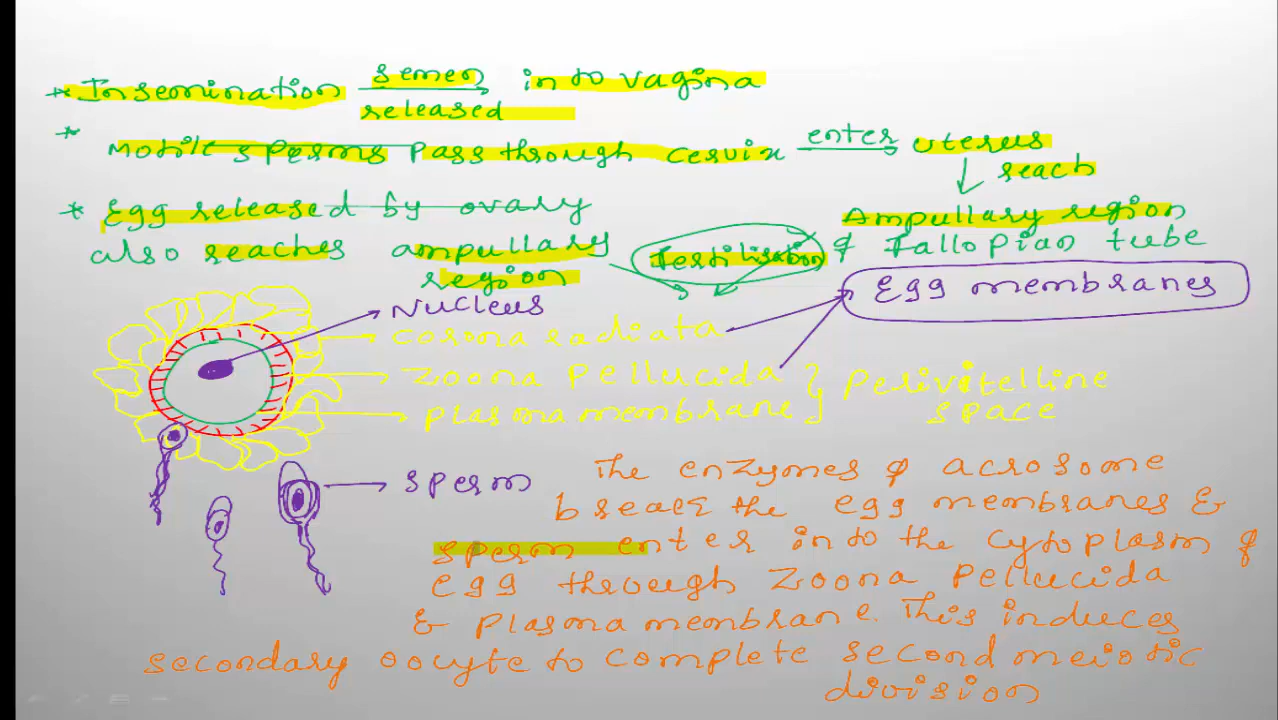 * Insemination semen released in to vagina
* Motile sperms pass through cervix enter uterus
reach
* Egg released by ovary Ampullary region
also reaches ampullary Fertilisation of Fallopian tube
region
Egg membranes
Nucleus
corona radiata
Zoona Pellucida } Perivitelline
Plasma membrane space
sperm
The enzymes of acrosome
break the egg membranes &
sperm enter in to the cytoplasm of
egg through Zoona Pellucida
& Plasma membrane. This induces
secondary oocyte to complete second meiotic
division